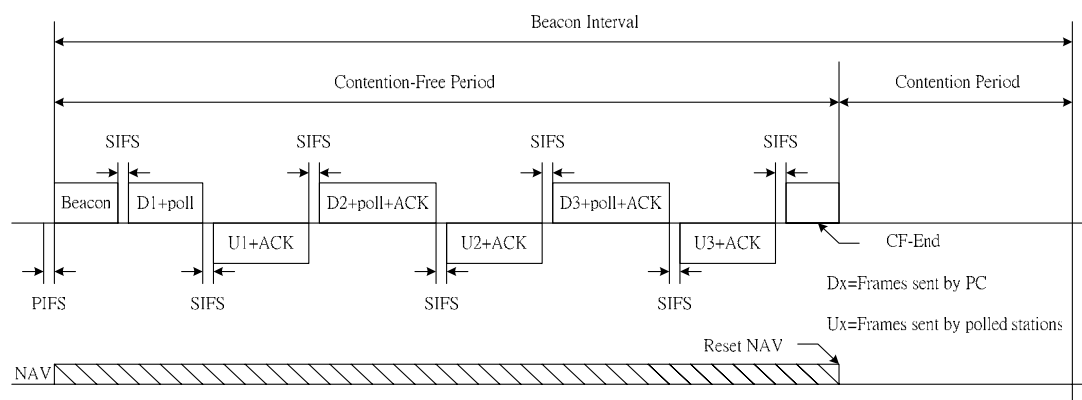 Beacon Interval
Contention-Free Period
Contention Period
SIFS
SIFS
SIFS
SIFS
Beacon
D1+poll
D2+poll+ACK
D3+poll+ACK
U1+ACK
U2+ACK
U3+ACK
CF-End
PIFS
SIFS
SIFS
SIFS
Dx=Frames sent by PC
Ux=Frames sent by polled stations
Reset NAV
NAV